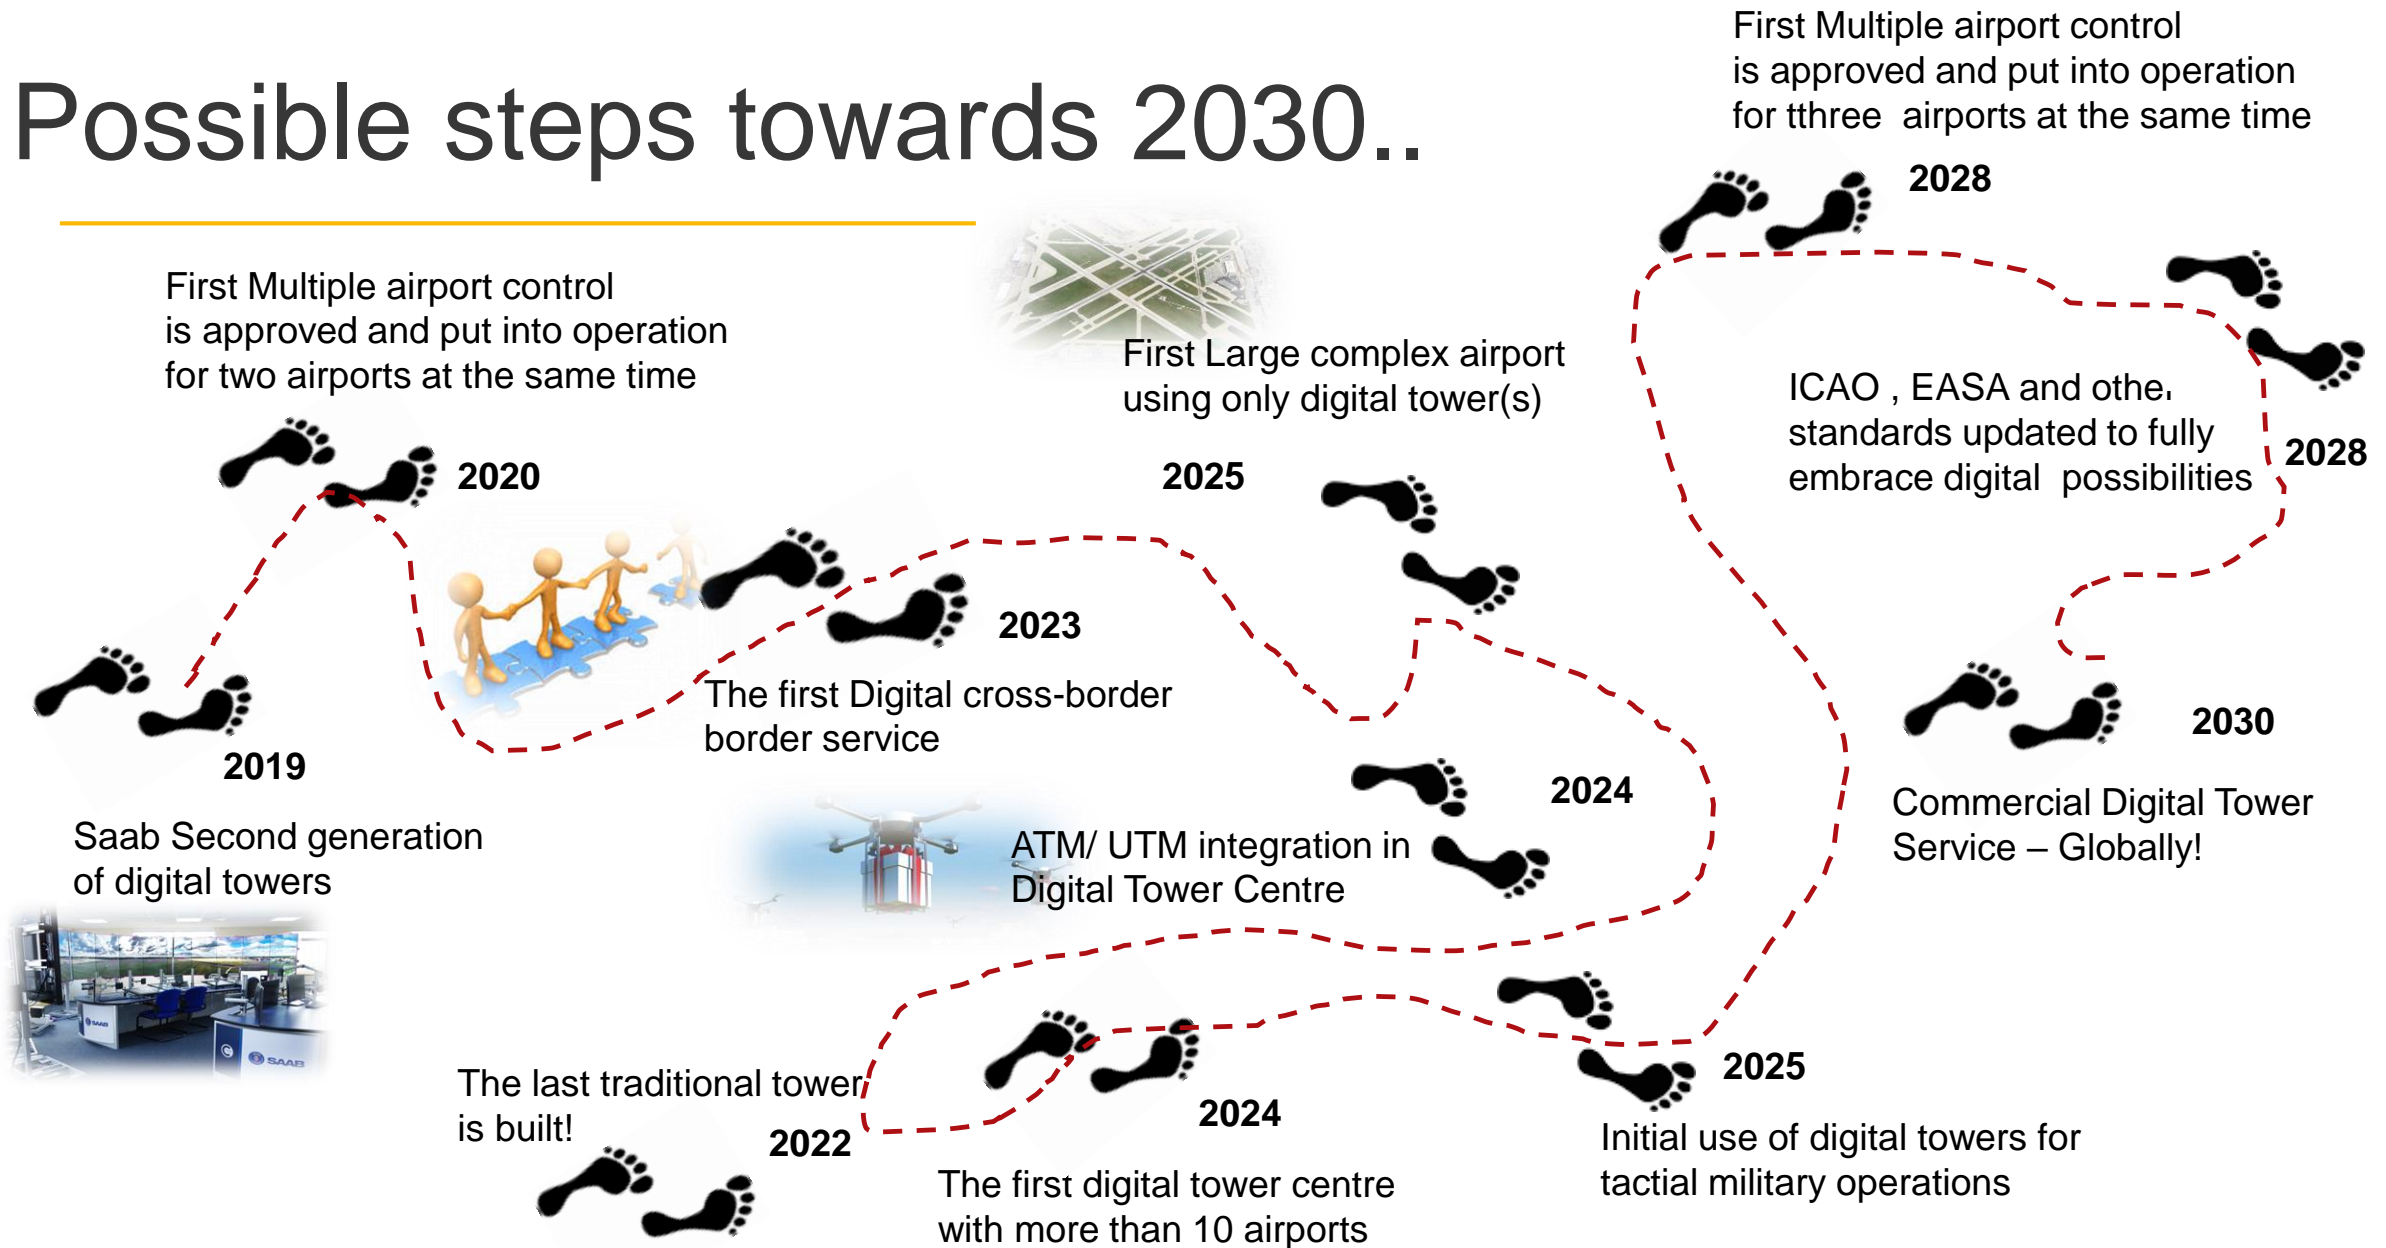 Possible steps towards 2030..
First Multiple airport control
is approved and put into operation
for two airports at the same time
2020
2019
Saab Second generation
of digital towers
SAAB
C
SAAB
2023
The first Digital cross-border
border service
First Large complex airport
using only digital tower(s)
2025
2024
ATM/ UTM integration in
Digital Tower Centre
The last traditional tower
is built!
2022
2024
The first digital tower centre
with more than 10 airports
2025
Initial use of digital towers for
tactial military operations
First Multiple airport control
is approved and put into operation
for tthree  airports at the same time
2028
ICAO , EASA and other
standards updated to fully
embrace digital  possibilities
2028
2030
Commercial Digital Tower
Service – Globally!